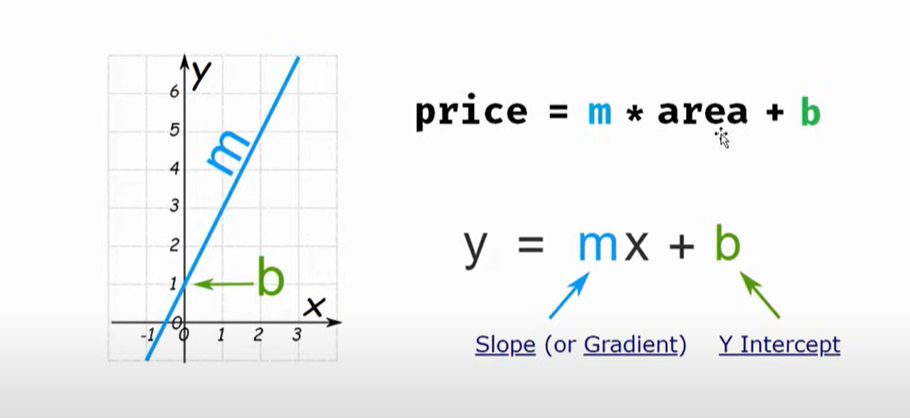 y
6
5
4
3
2
1
0
-1 0 1 2 3
x
m
b
price = m * area + b
y = mx + b
Slope (or Gradient) Y Intercept